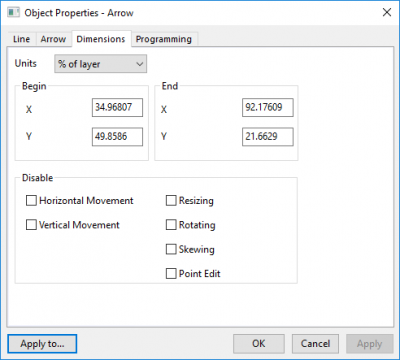 Object Properties - Arrow
Line Arrow Dimensions Programming
Units % of layer
Begin End
X 34.96807 X 92.17609
Y 49.8586 Y 21.6629
Disable
Horizontal Movement Resizing
Vertical Movement Rotating
Skewing
Point Edit
Apply to... OK Cancel Apply